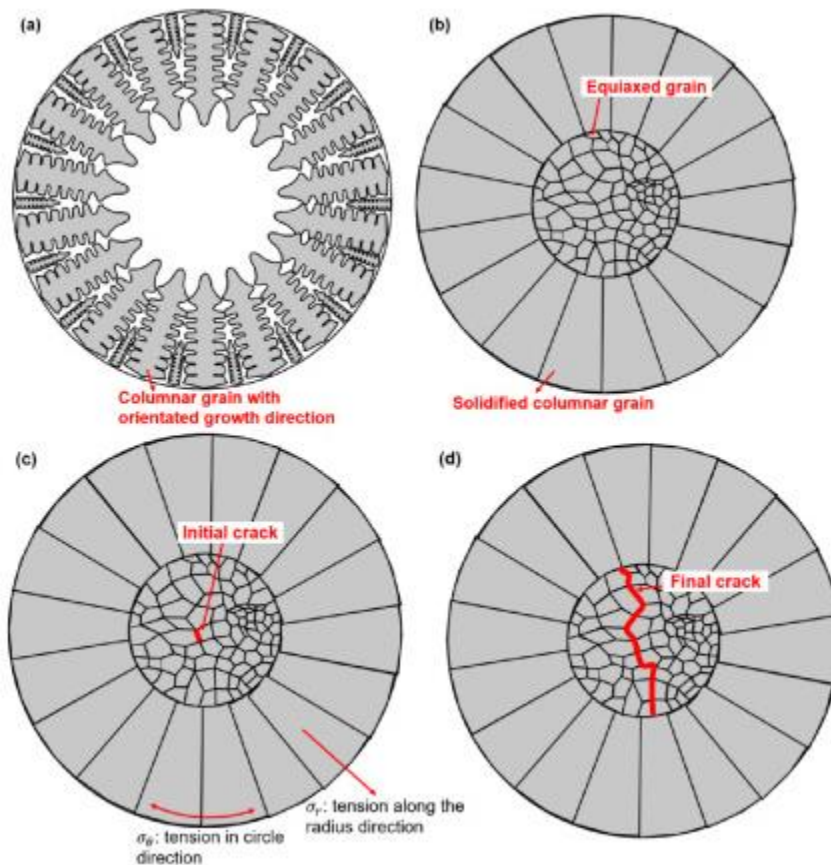 (a)
Columnar grain with
orientated growth direction
(b)
Equiaxed grain
Solidified columnar grain
(c)
Initial crack
σθ: tension in circle
direction
σr: tension along the
radius direction
(d)
Final crack